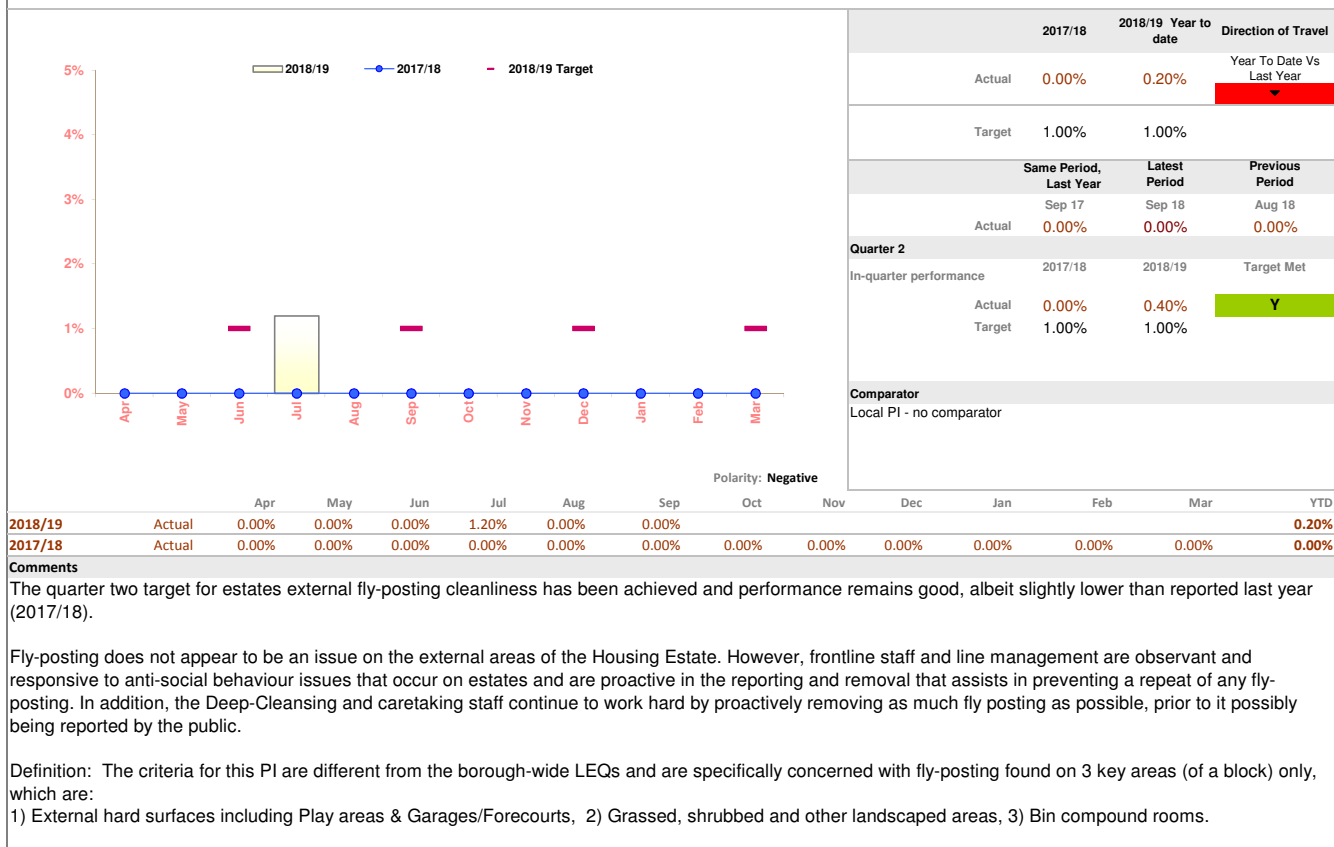 2018/19 2017/18 2018/19 Target
5%
4%
3%
2%
1%
0%
Apr May Jun Jul Aug Sep Oct Nov Dec Jan Feb Mar
Polarity: Negative
2017/18 2018/19 Year to date Direction of Travel
Actual 0.00% 0.20% Year To Date Vs Last Year
Target 1.00% 1.00%
Same Period, Last Year Latest Period Previous Period
Sep 17 Sep 18 Aug 18
Actual 0.00% 0.00% 0.00%
Quarter 2
In-quarter performance 2017/18 2018/19 Target Met
Actual 0.00% 0.40% Y
Target 1.00% 1.00%
Comparator
Local PI - no comparator
Apr May Jun Jul Aug Sep Oct Nov Dec Jan Feb Mar YTD
2018/19 Actual 0.00% 0.00% 0.00% 1.20% 0.00% 0.00% 0.20%
2017/18 Actual 0.00% 0.00% 0.00% 0.00% 0.00% 0.00% 0.00% 0.00% 0.00% 0.00% 0.00% 0.00% 0.00%
Comments
The quarter two target for estates external fly-posting cleanliness has been achieved and performance remains good, albeit slightly lower than reported last year
(2017/18).
Fly-posting does not appear to be an issue on the external areas of the Housing Estate. However, frontline staff and line management are observant and
responsive to anti-social behaviour issues that occur on estates and are proactive in the reporting and removal that assists in preventing a repeat of any fly-
posting. In addition, the Deep-Cleansing and caretaking staff continue to work hard by proactively removing as much fly posting as possible, prior to it possibly
being reported by the public.
Definition: The criteria for this PI are different from the borough-wide LEQs and are specifically concerned with fly-posting found on 3 key areas (of a block) only,
which are:
1) External hard surfaces including Play areas & Garages/Forecourts, 2) Grassed, shrubbed and other landscaped areas, 3) Bin compound rooms.